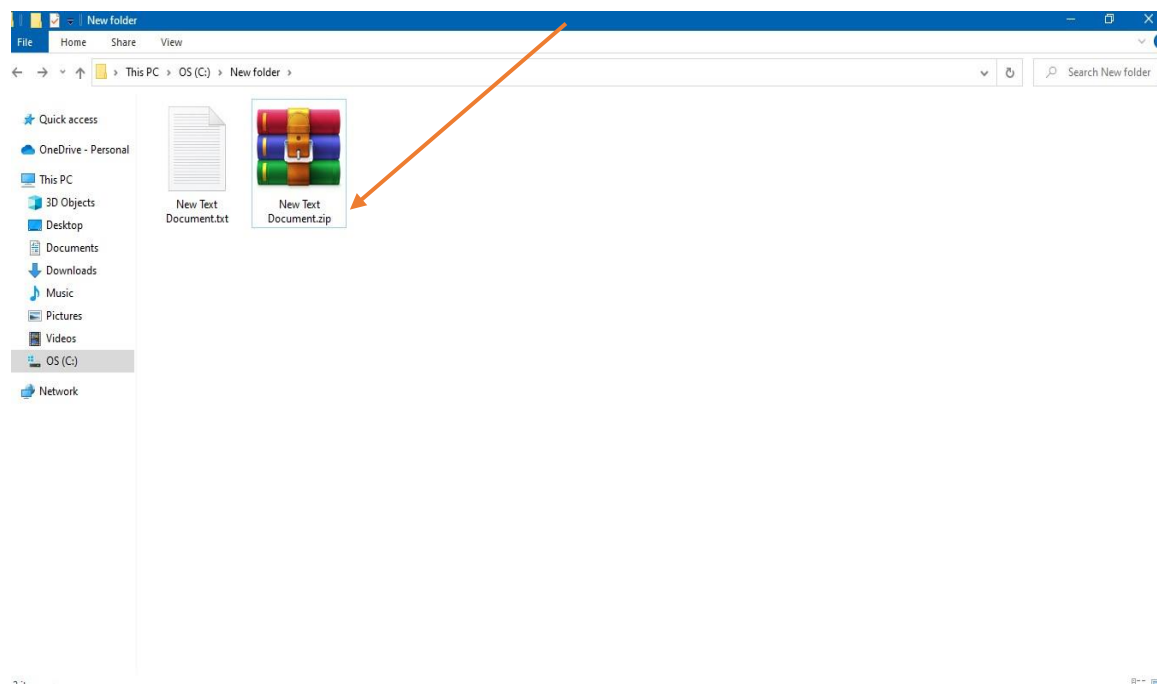 New folder
File Home Share View
This PC > OS (C:) > New folder >
Search New folder
Quick access
OneDrive - Personal
This PC
3D Objects
Desktop
Documents
Downloads
Music
Pictures
Videos
OS (C:)
Network
New Text
Document.txt
New Text
Document.zip